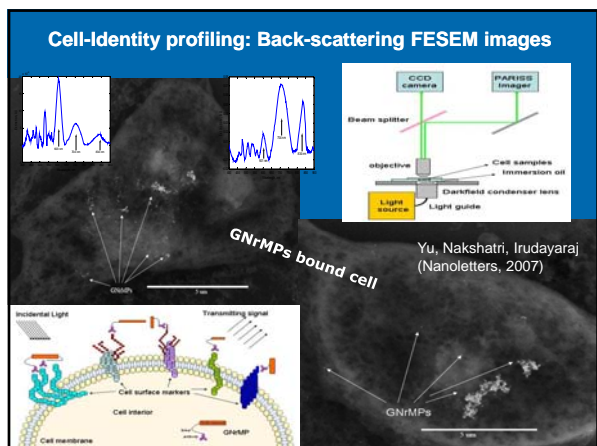 Cell-Identity profiling: Back-scattering FESEM images
CCD
camera
PARISS
Imager
Beam splitter
objective
Cell samples
Immersion oil
Darkfield condenser lens
Light
source
Light guide
GNrMPs bound cell
Yu, Nakshatri, Irudayaraj
(Nanoletters, 2007)
GNrMPs
Incidental Light
Transmitting signal
Cell surface markers
Cell interior
GNrMP
Cell membrane
GNrMPs